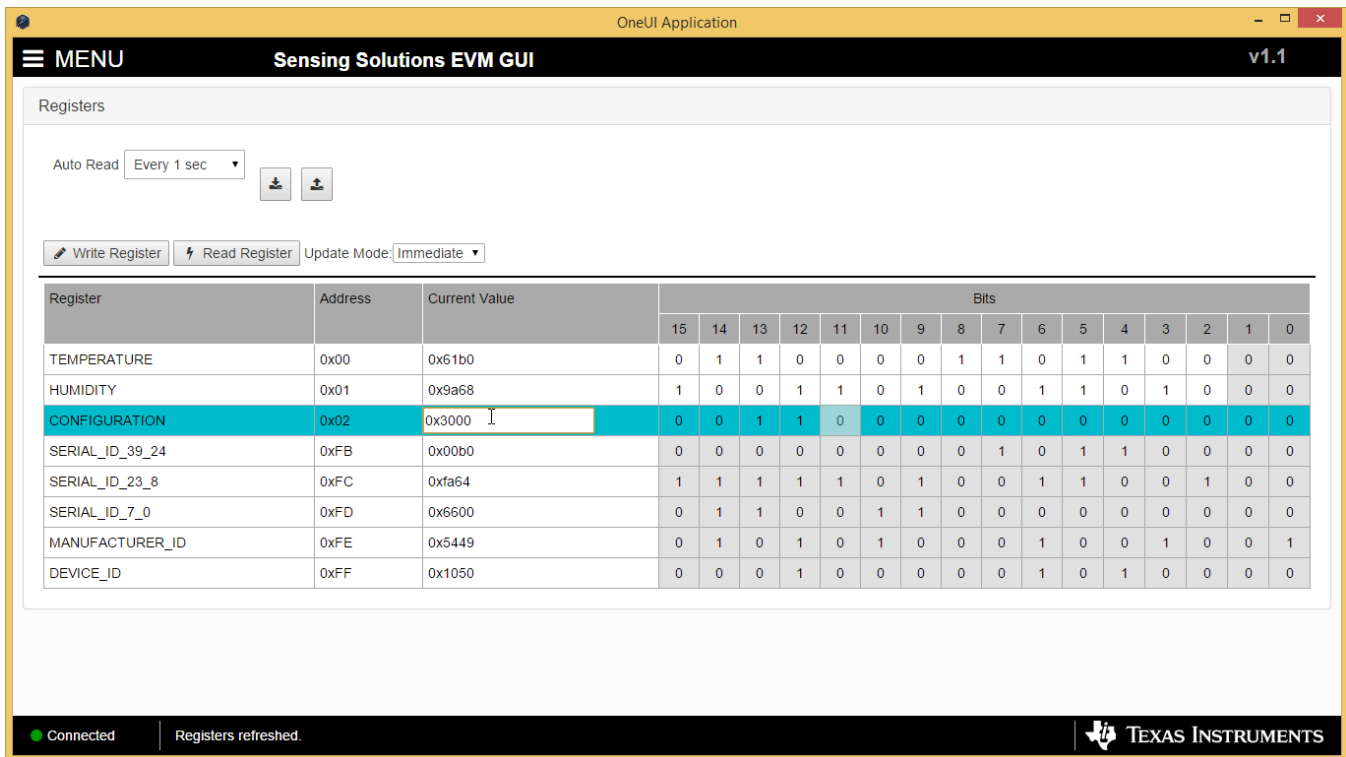 OneUI Application
MENU Sensing Solutions EVM GUI v1.1
Registers
Auto Read Every 1 sec
Write Register Read Register Update Mode: Immediate
Register Address Current Value Bits
15 14 13 12 11 10 9 8 7 6 5 4 3 2 1 0
TEMPERATURE 0x00 0x61b0 0 1 1 0 0 0 0 1 1 0 1 1 0 0 0 0
HUMIDITY 0x01 0x9a68 1 0 0 1 1 0 1 0 0 1 1 0 1 0 0 0
CONFIGURATION 0x02 0x3000 0 0 1 1 0 0 0 0 0 0 0 0 0 0 0 0
SERIAL_ID_39_24 0xFB 0x00b0 0 0 0 0 0 0 0 0 1 0 1 1 0 0 0 0
SERIAL_ID_23_8 0xFC 0xfa64 1 1 1 1 1 0 1 0 0 1 1 0 0 1 0 0
SERIAL_ID_7_0 0xFD 0x6600 0 1 1 0 0 1 1 0 0 0 0 0 0 0 0 0
MANUFACTURER_ID 0xFE 0x5449 0 1 0 1 0 1 0 0 0 1 0 0 1 0 0 1
DEVICE_ID 0xFF 0x1050 0 0 0 1 0 0 0 0 0 1 0 1 0 0 0 0
Connected Registers refreshed. TEXAS INSTRUMENTS